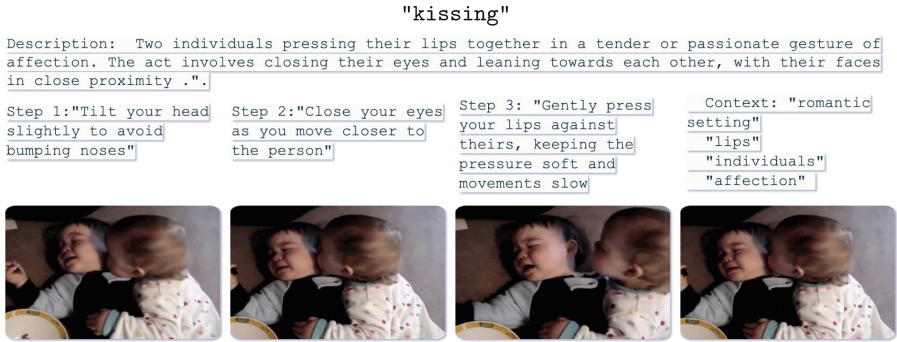 "kissing"
Description:  Two individuals pressing their lips together in a tender or passionate gesture of
affection. The act involves closing their eyes and leaning towards each other, with their faces
in close proximity .".
Step 1:"Tilt your head
slightly to avoid
bumping noses"
Step 2:"Close your eyes
as you move closer to
the person"
Step 3: "Gently press
your lips against
theirs, keeping the
pressure soft and
movements slow
Context: "romantic
setting"
"lips"
"individuals"
"affection"